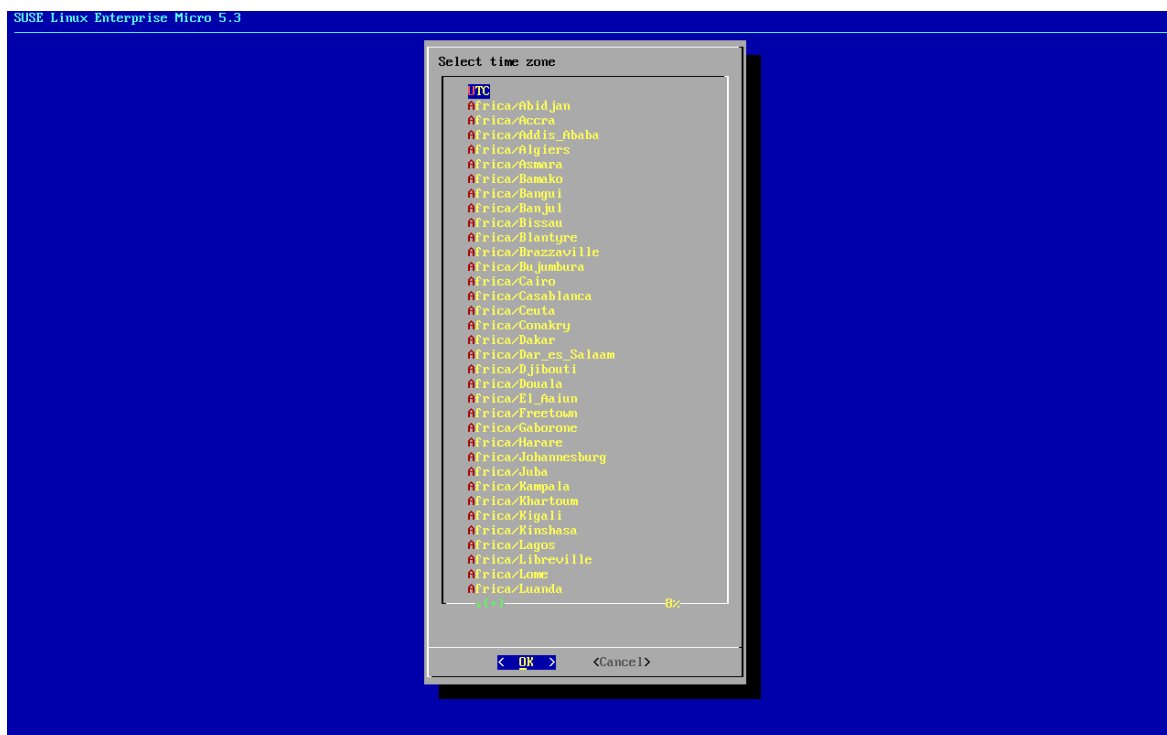 SUSE Linux Enterprise Micro 5.3
Select time zone
UTC
Africa/Abidjan
Africa/Accra
Africa/Addis_Ababa
Africa/Algiers
Africa/Asmara
Africa/Bamako
Africa/Bangui
Africa/Banjul
Africa/Bissau
Africa/Blantyre
Africa/Brazzaville
Africa/Bujumbura
Africa/Cairo
Africa/Casablanca
Africa/Ceuta
Africa/Conakry
Africa/Dakar
Africa/Dar_es_Salaam
Africa/Djibouti
Africa/Douala
Africa/El_Aaiun
Africa/Freetown
Africa/Gaborone
Africa/Harare
Africa/Johannesburg
Africa/Juba
Africa/Kampala
Africa/Khartoum
Africa/Kigali
Africa/Kinshasa
Africa/Lagos
Africa/Libreville
Africa/Lome
Africa/Luanda
8%
< OK > <Cancel>